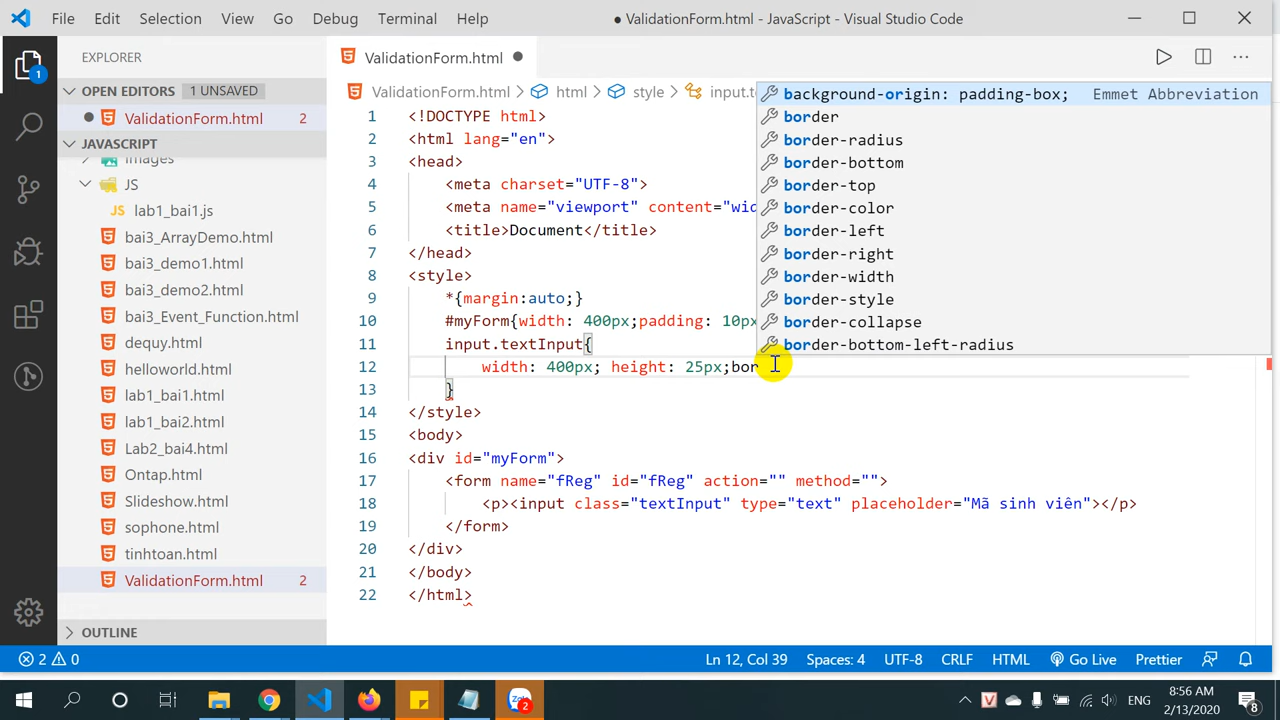 File Edit Selection View Go Debug Terminal Help ● ValidationForm.html - JavaScript - Visual Studio Code
EXPLORER
OPEN EDITORS 1 UNSAVED
ValidationForm.html 2
JAVASCRIPT
images
JS
JS lab1_bai1.js
bai3_ArrayDemo.html
bai3_demo1.html
bai3_demo2.html
bai3_Event_Function.html
dequy.html
helloworld.html
lab1_bai1.html
lab1_bai2.html
Lab2_bai4.html
Ontap.html
Slideshow.html
sophone.html
tinhtoan.html
ValidationForm.html 2
OUTLINE
1
ValidationForm.html
ValidationForm.html > html > style > input.te
1 <!DOCTYPE html>
2 <html lang="en">
3 <head>
4 <meta charset="UTF-8">
5 <meta name="viewport" content="wid
6 <title>Document</title>
7 </head>
8 <style>
9 *{margin:auto;}
10 #myForm{width: 400px;padding: 10px
11 input.textInput{
12 width: 400px; height: 25px;bor
13 }
14 </style>
15 <body>
16 <div id="myForm">
17 <form name="fReg" id="fReg" action="" method="">
18 <p><input class="textInput" type="text" placeholder="Mã sinh viên"></p>
19 </form>
20 </div>
21 </body>
22 </html>
background-origin: padding-box; Emmet Abbreviation
border
border-radius
border-bottom
border-top
border-color
border-left
border-right
border-width
border-style
border-collapse
border-bottom-left-radius
2 0 Ln 12, Col 39 Spaces: 4 UTF-8 CRLF HTML Go Live Prettier
Zalo 2 V ENG 8:56 AM
2/13/2020 8